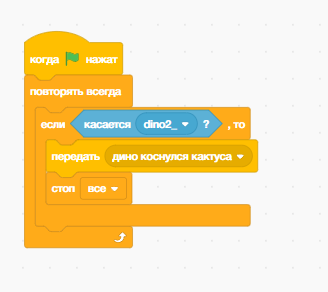 когда нажат
повторять всегда
если касается dino2_ ? , то
передать дино коснулся кактуса
стоп все